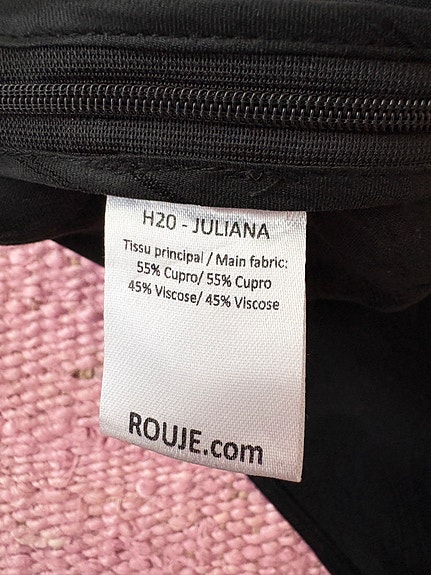 H20 - JULIANA
Tissu principal / Main fabric:
55% Cupro/ 55% Cupro
45% Viscose/ 45% Viscose
ROUJE.com